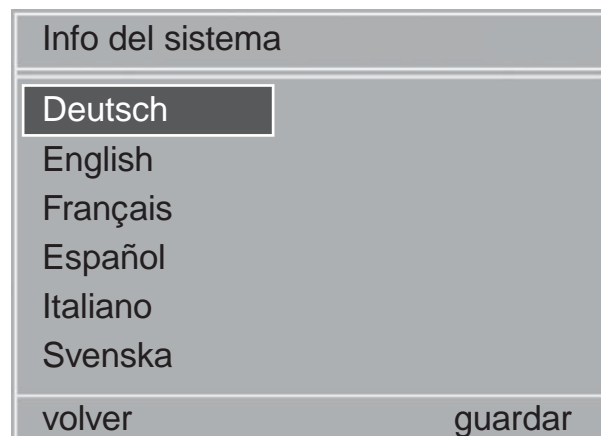 Info del sistema
Deutsch
English
Français
Español
Italiano
Svenska
volver guardar